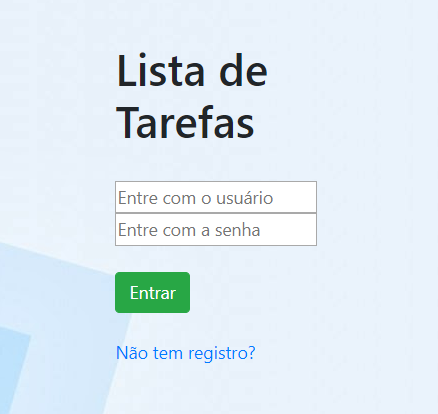 Lista de
Tarefas
Entre com o usuário
Entre com a senha
Entrar
Não tem registro?